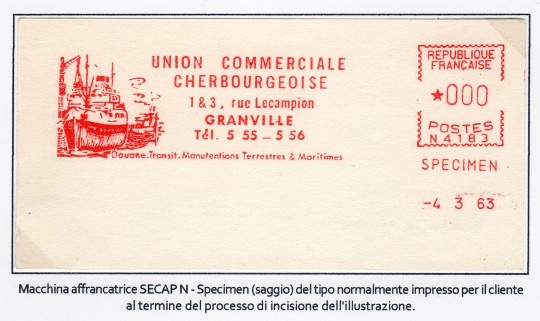 UNION COMMERCIALE
CHERBOURGEOISE
1 & 3, rue Lecampion
GRANVILLE
Tél. 5 55 _ 5 56
Douane.Transit.Manutentions Terrestres & Maritimes
REPUBLIQUE
FRANÇAISE
★000
POSTES
N 4183
SPECIMEN
-4 3 63
Macchina affrancatrice SECAP N - Specimen (saggio) del tipo normalmente impresso per il cliente
al termine del processo di incisione dell'illustrazione.